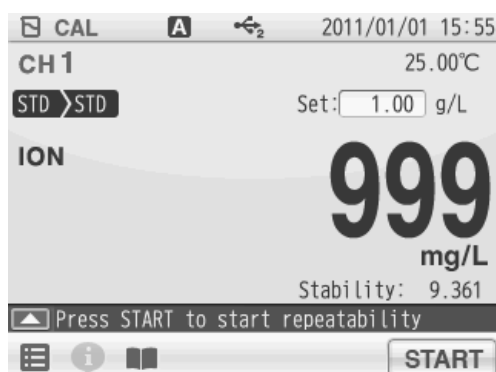 CAL A 2 2011/01/01 15:55
CH1 25.00℃
STD STD Set: 1.00 g/L
ION 999
mg/L
Stability: 9.361
Press START to start repeatability
i START